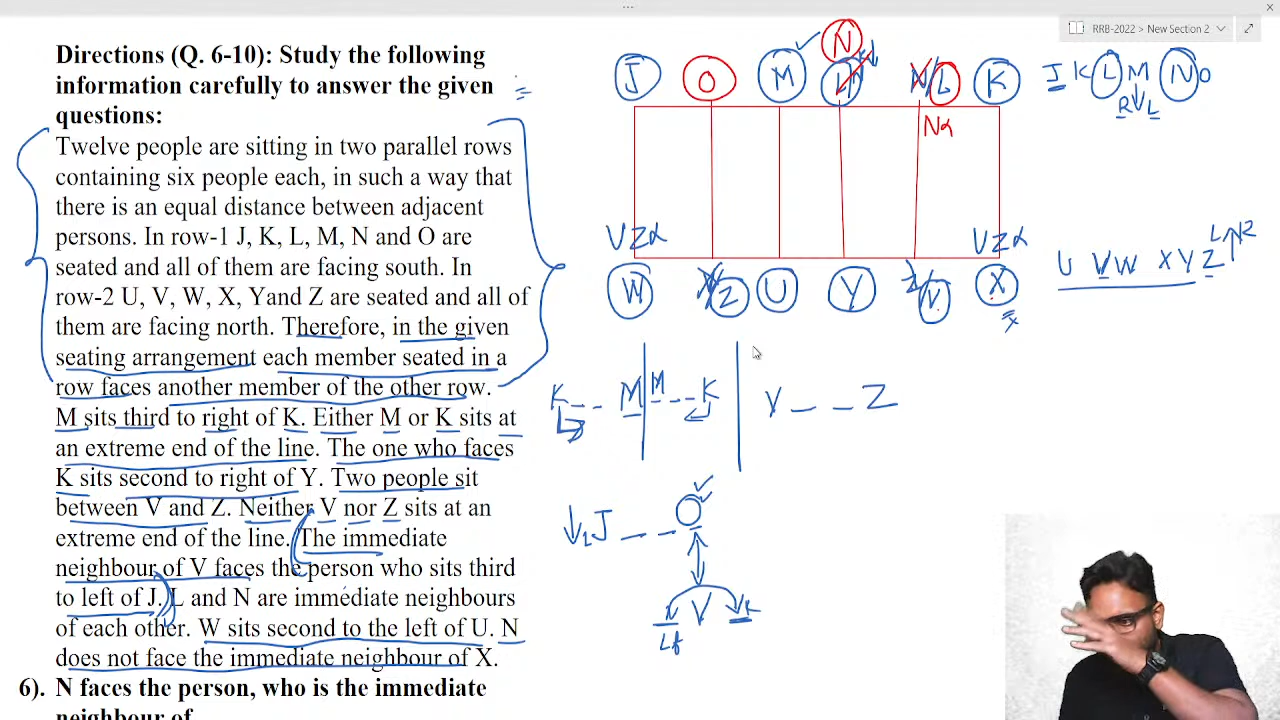 RRB-2022 > New Section 2
Directions (Q. 6-10): Study the following
information carefully to answer the given
questions:
Twelve people are sitting in two parallel rows
containing six people each, in such a way that
there is an equal distance between adjacent
persons. In row-1 J, K, L, M, N and O are
seated and all of them are facing south. In
row-2 U, V, W, X, Yand Z are seated and all of
them are facing north. Therefore, in the given
seating arrangement each member seated in a
row faces another member of the other row.
M sits third to right of K. Either M or K sits at
an extreme end of the line. The one who faces
K sits second to right of Y. Two people sit
between V and Z. Neither V nor Z sits at an
extreme end of the line. The immediate
neighbour of V faces the person who sits third
to left of J. L and N are immediate neighbours
of each other. W sits second to the left of U. N
does not face the immediate neighbour of X.
6). N faces the person, who is the immediate
neighbour of
J O M N L K
J K L M N O
R L
Nx
VZx VZx
W Z U Y V X
U V W X Y Z
L R
K _ _ M M _ _ K V _ _ Z
J _ _ O
V